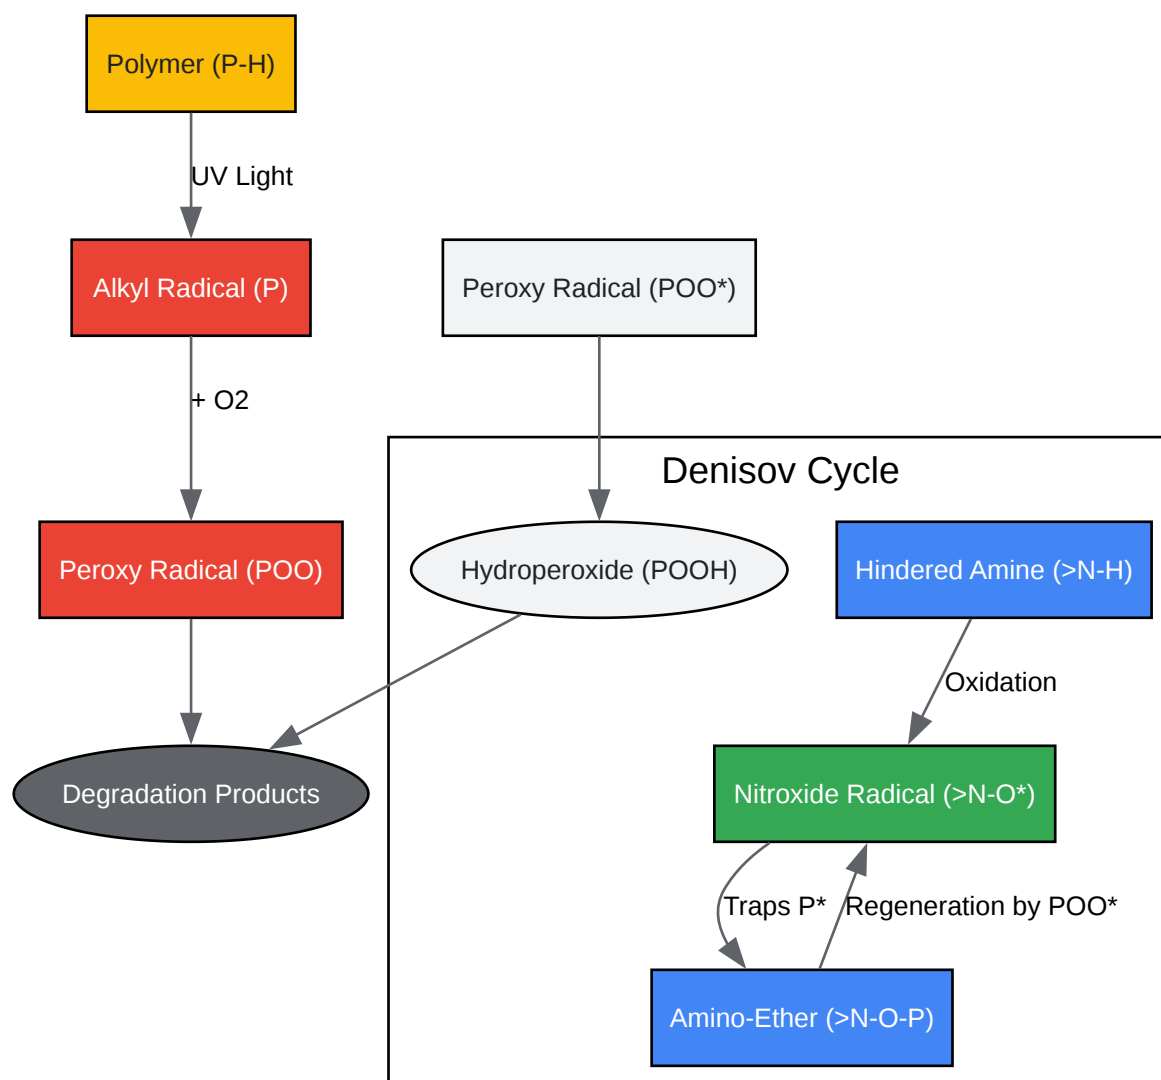 Polymer (P-H)
UV Light
Alkyl Radical (P)
Peroxy Radical (POO*)
+ O2
Denisov Cycle
Peroxy Radical (POO)
Hydroperoxide (POOH)
Hindered Amine (>N-H)
Oxidation
Degradation Products
Nitroxide Radical (>N-O*)
Traps P*
Regeneration by POO*
Amino-Ether (>N-O-P)